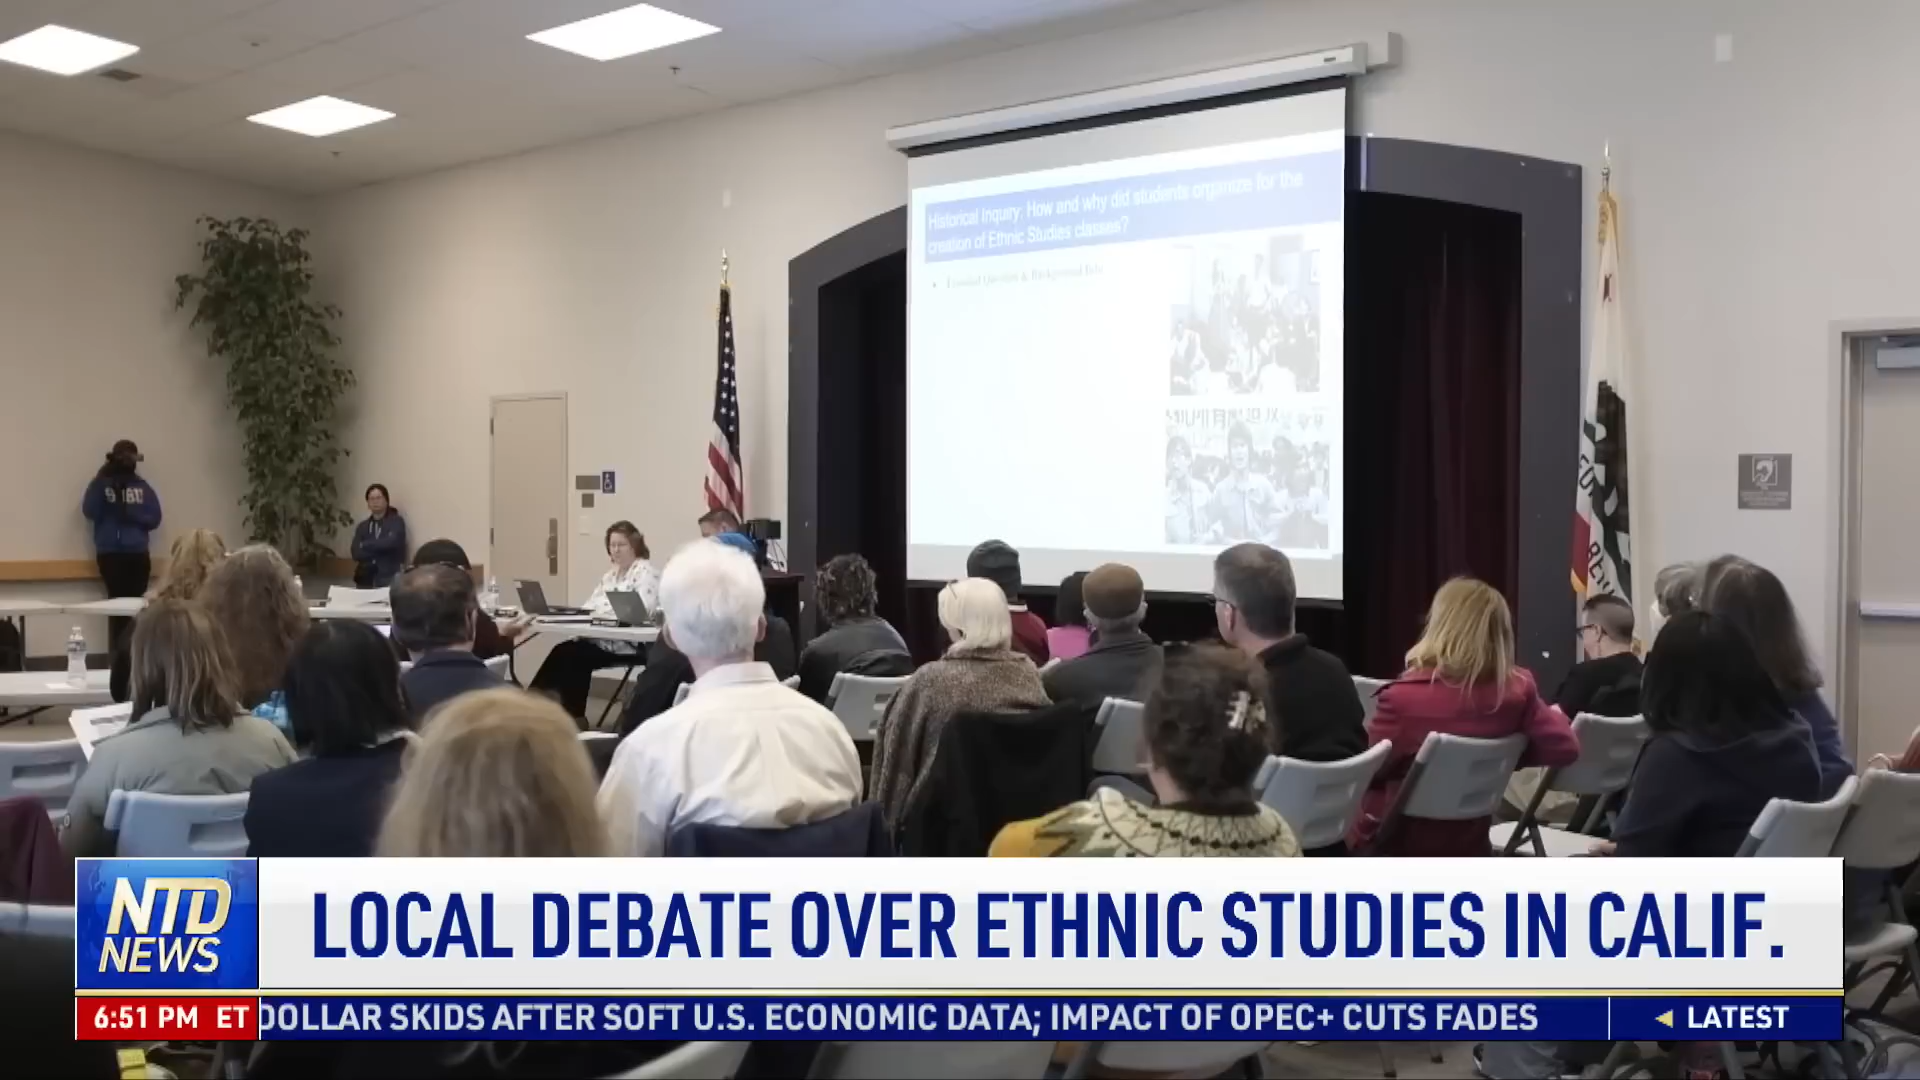 Historical Inquiry: How and why did students organize for the
creation of Ethnic Studies classes?
NTD
NEWS
LOCAL DEBATE OVER ETHNIC STUDIES IN CALIF.
6:51 PM ET
DOLLAR SKIDS AFTER SOFT U.S. ECONOMIC DATA; IMPACT OF OPEC+ CUTS FADES
LATEST